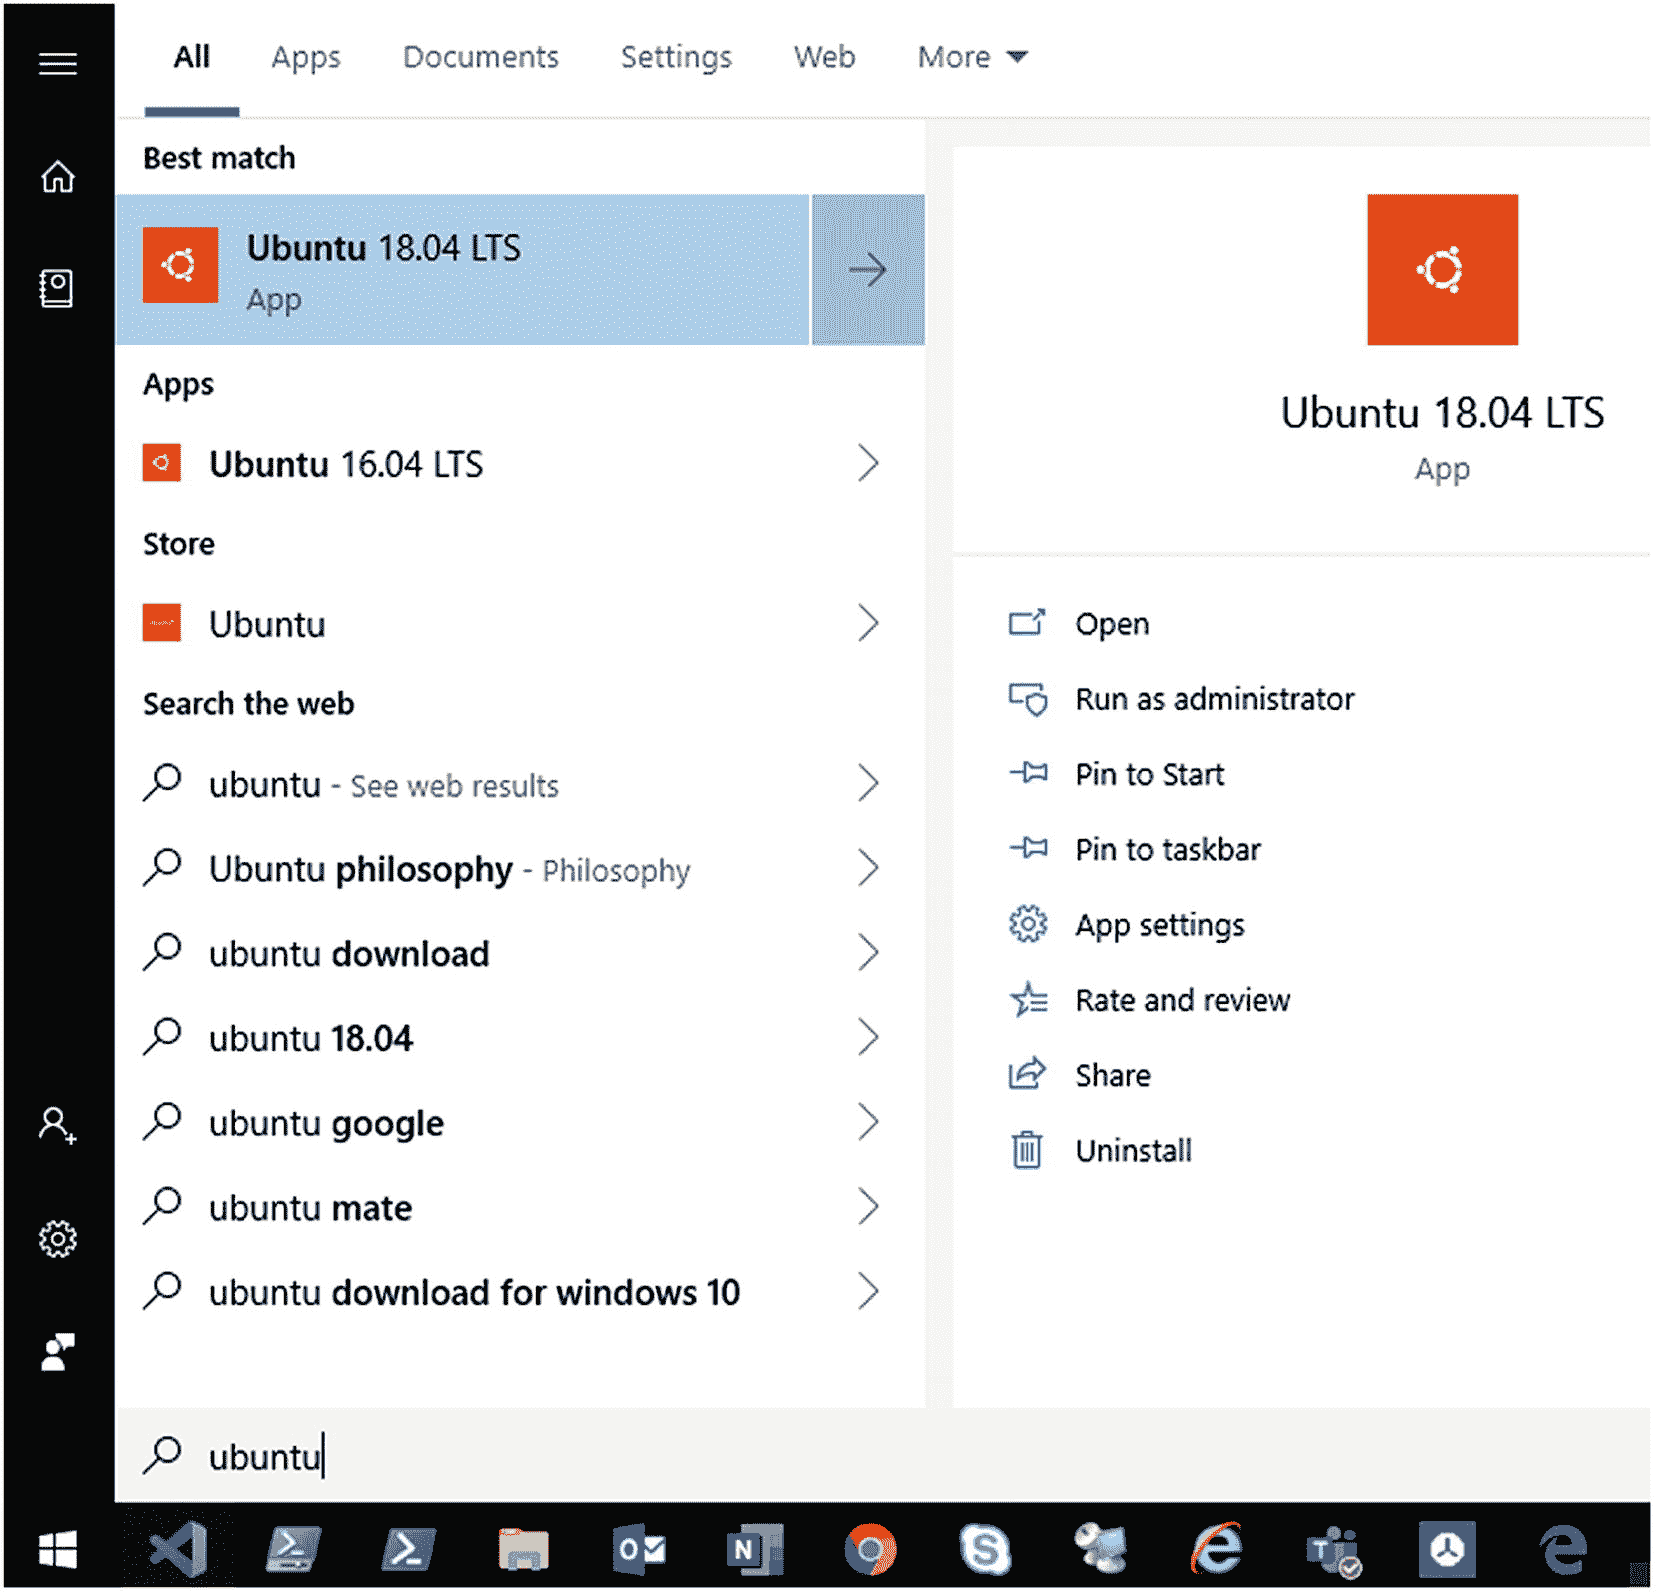 All Apps Documents Settings Web More
Best match
Ubuntu 18.04 LTS
App
Apps
Ubuntu 16.04 LTS
Store
Ubuntu
Search the web
ubuntu - See web results
Ubuntu philosophy - Philosophy
ubuntu download
ubuntu 18.04
ubuntu google
ubuntu mate
ubuntu download for windows 10
ubuntu
Ubuntu 18.04 LTS
App
Open
Run as administrator
Pin to Start
Pin to taskbar
App settings
Rate and review
Share
Uninstall